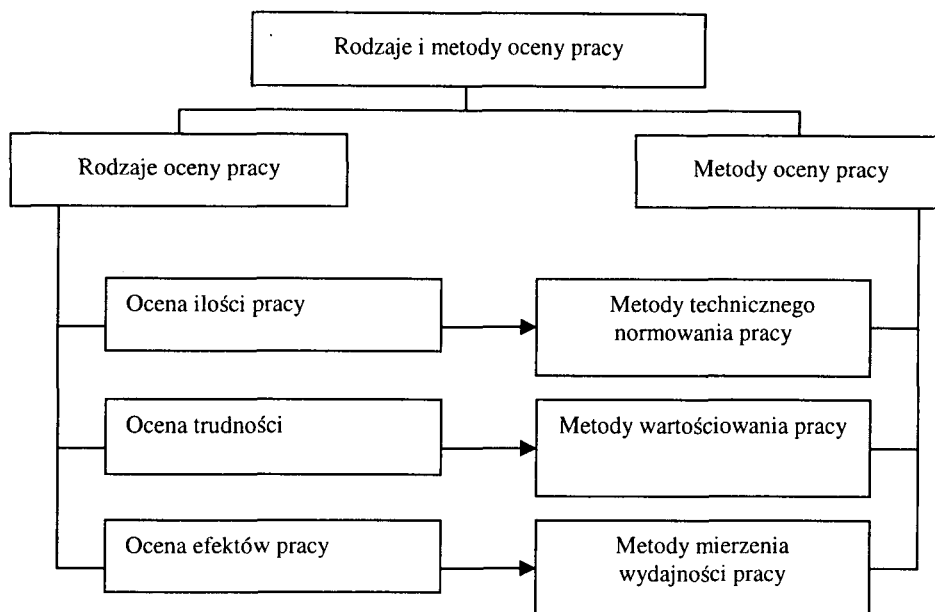 Rodzaje i metody oceny pracy
Rodzaje oceny pracy
Metody oceny pracy
Ocena ilości pracy
Metody technicznego
normowania pracy
Ocena trudności
Metody wartościowania pracy
Ocena efektów pracy
Metody mierzenia
wydajności pracy